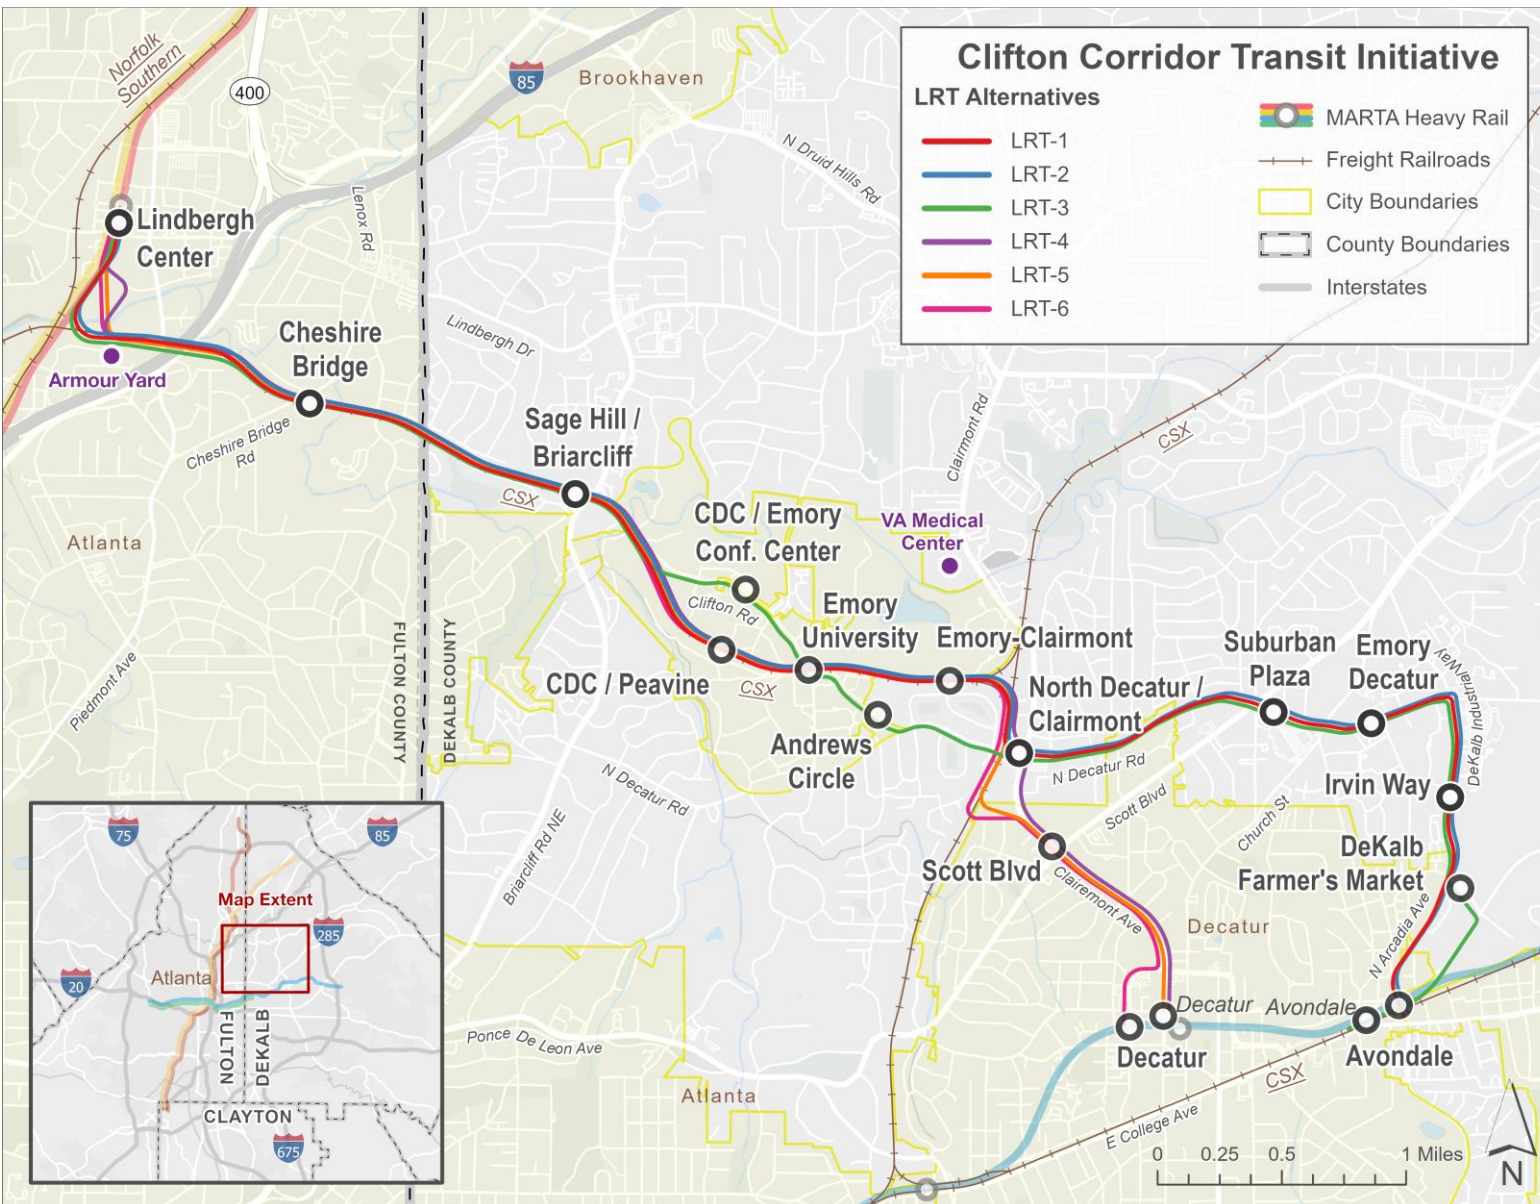 Clifton Corridor Transit Initiative
LRT Alternatives
LRT-1
LRT-2
LRT-3
LRT-4
LRT-5
LRT-6
MARTA Heavy Rail
Freight Railroads
City Boundaries
County Boundaries
Interstates
Norfolk
Southern
400
85
Brookhaven
N Druid Hills Rd
Lenox Rd
Lindbergh
Center
Cheshire
Bridge
Lindbergh Dr
Armour Yard
Cheshire Bridge
Rd
Sage Hill /
Briarcliff
Clairmont Rd
CSX
CSX
Atlanta
CDC / Emory
Conf. Center
VA Medical
Center
Clifton Rd
Emory
University
Emory-Clairmont
Suburban
Plaza
Emory
Decatur
DeKalb Industrial Way
FULTON COUNTY
DEKALB COUNTY
Piedmont Ave
CDC / Peavine
CSX
North Decatur /
Clairmont
Andrews
Circle
N Decatur Rd
N Decatur Rd
Irvin Way
Scott Blvd
Church St
Briarcliff Rd NE
DeKalb
Farmer's Market
Scott Blvd
Clairemont Ave
Decatur
N Arcadia Ave
Decatur
Avondale
Ponce De Leon Ave
Decatur
Avondale
Atlanta
CSX
E College Ave
0 0.25 0.5 1 Miles
N
75
85
Map Extent
285
Atlanta
20
FULTON
DEKALB
CLAYTON
675